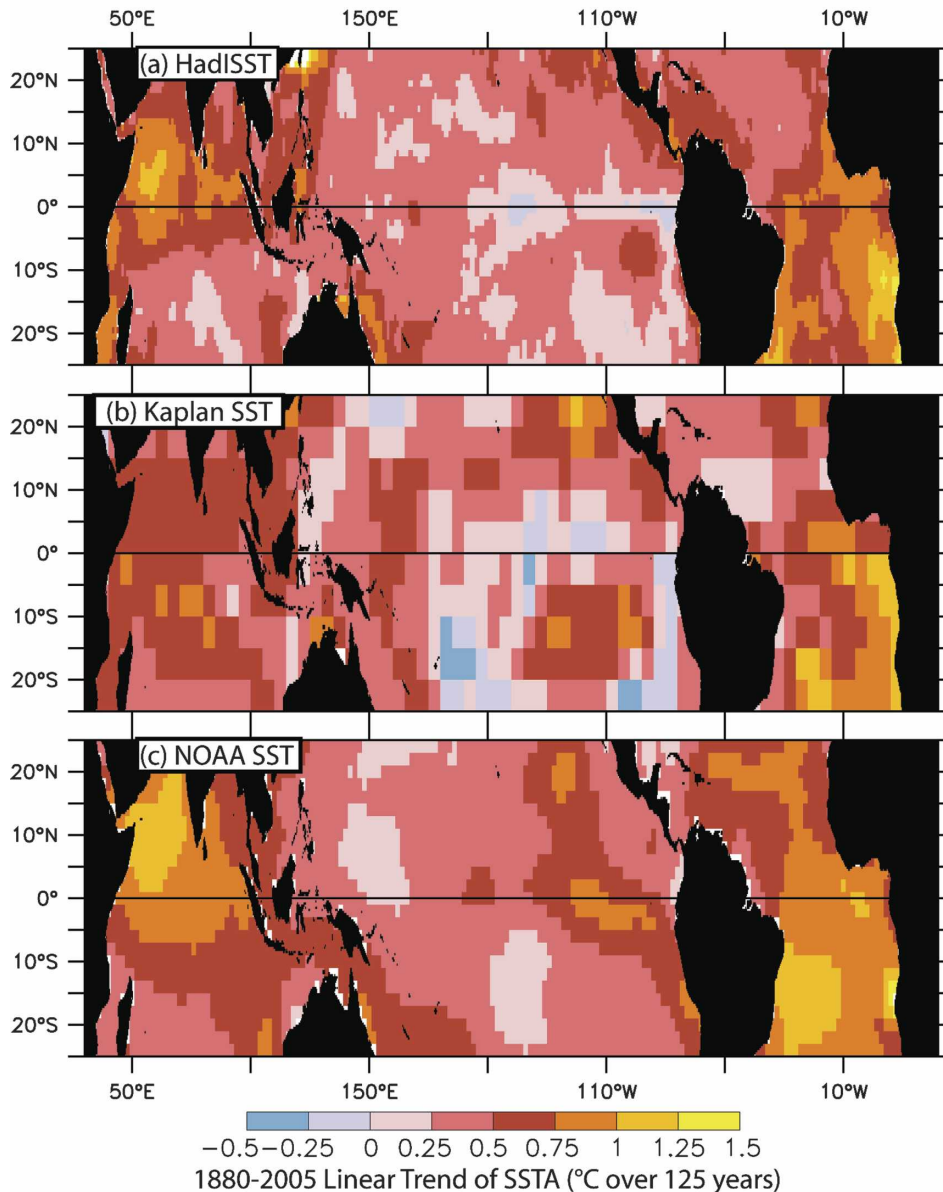 50°E 150°E 110°W 10°W
(a) HadISST
20°N
10°N
0°
10°S
20°S
(b) Kaplan SST
20°N
10°N
0°
10°S
20°S
(c) NOAA SST
20°N
10°N
0°
10°S
20°S
50°E 150°E 110°W 10°W
−0.5 −0.25 0 0.25 0.5 0.75 1 1.25 1.5
1880-2005 Linear Trend of SSTA (°C over 125 years)